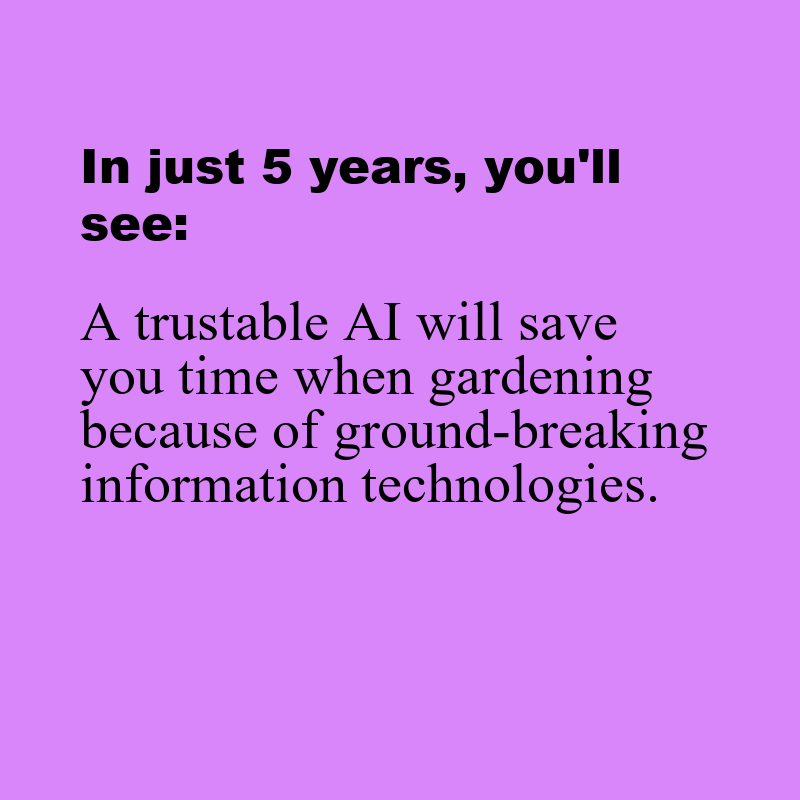 In just 5 years, you'll
see:
A trustable AI will save
you time when gardening
because of ground-breaking
information technologies.